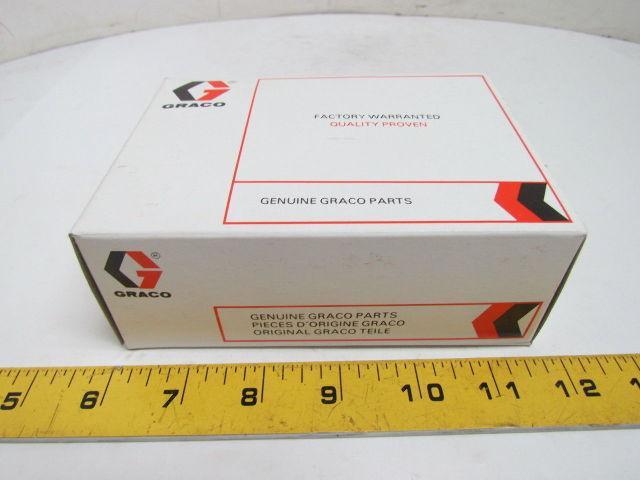 GRACO
®
FACTORY WARRANTED
QUALITY PROVEN
GENUINE GRACO PARTS
®
GRACO
GENUINE GRACO PARTS
PIECES D'ORIGINE GRACO
ORIGINAL GRACO TEILE
5 6 7 8 9 10 11 12